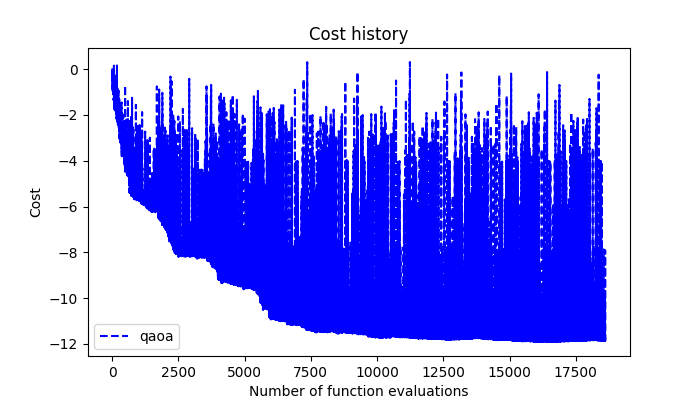 Cost history
0
−2
−4
−6
−8
−10
−12
Cost
qaoa
0 2500 5000 7500 10000 12500 15000 17500
Number of function evaluations